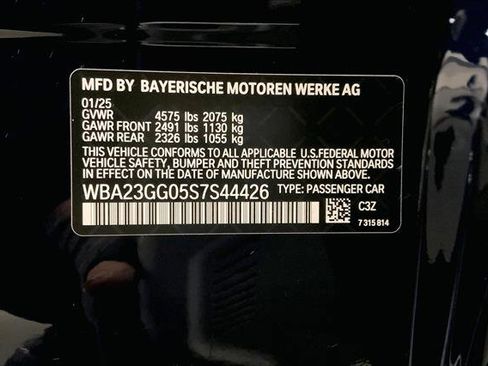 MFD BY BAYERISCHE MOTOREN WERKE AG
01/25
GVWR 4575 lbs 2075 kg
GAWR FRONT 2491 lbs 1130 kg
GAWR REAR 2326 lbs 1055 kg
THIS VEHICLE CONFORMS TO ALL APPLICABLE U.S.FEDERAL MOTOR
VEHICLE SAFETY, BUMPER AND THEFT PREVENTION STANDARDS
IN EFFECT ON THE DATE OF MANUFACTURE SHOWN ABOVE.
WBA23GG05S7S44426 TYPE: PASSENGER CAR
C3Z
7 315 814